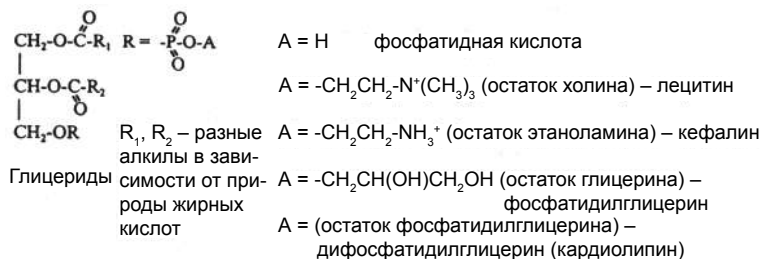 O O
CH₂-O-C-R₁ R = -P-O-A
O
CH-O-C-R₂
O
CH₂-OR
Глицериды
R₁, R₂ – разные
алкилы в зави-
симости от при-
роды жирных
кислот
A = H фосфатидная кислота
A = -CH₂CH₂-N⁺(CH₃)₃ (остаток холина) – лецитин
A = -CH₂CH₂-NH₃⁺ (остаток этаноламина) – кефалин
A = -CH₂CH(OH)CH₂OH (остаток глицерина) –
фосфатидилглицерин
A = (остаток фосфатидилглицерина) –
дифосфатидилглицерин (кардиолипин)